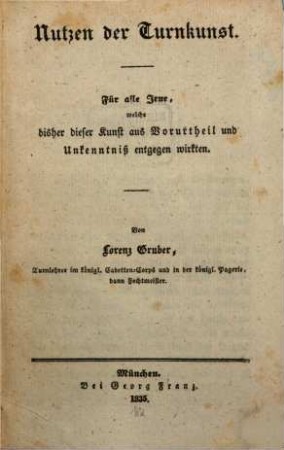 Nutzen der Turnkunst.
Für alle Jene,
welche
bisher dieser Kunst aus Vorurtheil und
Unkenntniß entgegen wirkten.
Von
Lorenz Gruber,
Turnlehrer im königl. Cadetten-Corps und in der königl. Pagerie,
dann Fechtmeister.
München.
Bei Georg Franz.
1835.